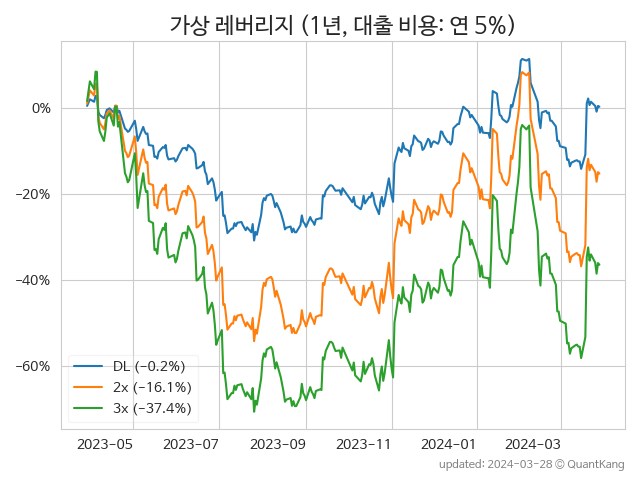 가상 레버리지 (1년, 대출 비용: 연 5%)
0%
−20%
−40%
−60%
DL (−0.2%)
2x (−16.1%)
3x (−37.4%)
2023−05 2023−07 2023−09 2023−11 2024−01 2024−03
updated: 2024−03−28 © QuantKang